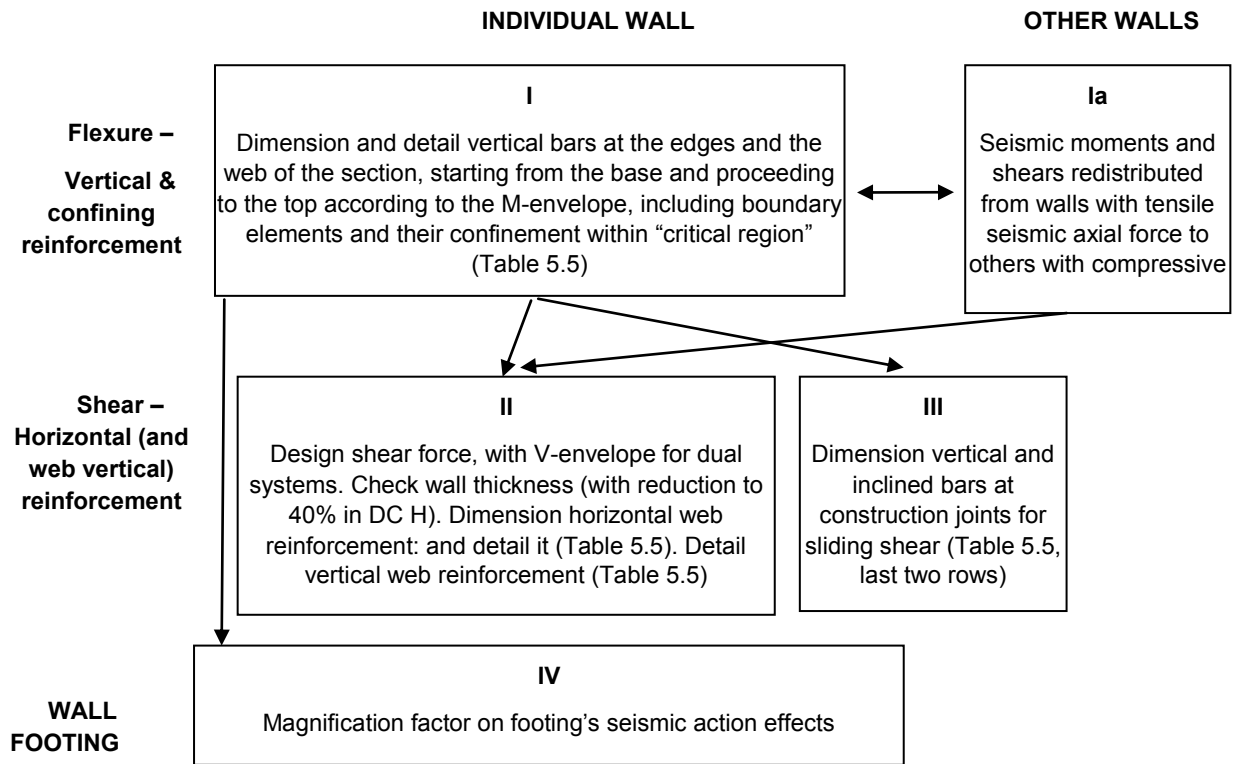 INDIVIDUAL WALL
OTHER WALLS
Flexure –
Vertical &
confining
reinforcement
I
Dimension and detail vertical bars at the edges and the
web of the section, starting from the base and proceeding
to the top according to the M-envelope, including boundary
elements and their confinement within “critical region”
(Table 5.5)
Ia
Seismic moments and
shears redistributed
from walls with tensile
seismic axial force to
others with compressive
Shear –
Horizontal (and
web vertical)
reinforcement
II
Design shear force, with V-envelope for dual
systems. Check wall thickness (with reduction to
40% in DC H). Dimension horizontal web
reinforcement: and detail it (Table 5.5). Detail
vertical web reinforcement (Table 5.5)
III
Dimension vertical and
inclined bars at
construction joints for
sliding shear (Table 5.5,
last two rows)
WALL
FOOTING
IV
Magnification factor on footing’s seismic action effects